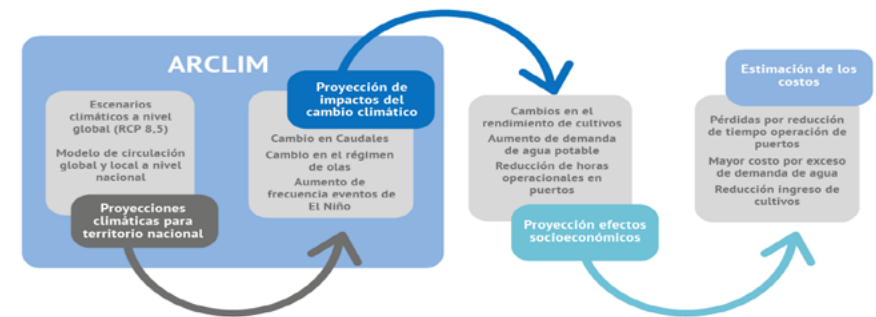 ARCLIM
Escenarios
climáticos a nivel
global (RCP 8,5)
Modelo de circulación
global y local a nivel
nacional
Proyecciones
climáticas para
territorio nacional
Proyección de
impactos del
cambio climático
Cambio en Caudales
Cambio en el régimen
de olas
Aumento de
frecuencia eventos de
El Niño
Cambios en el
rendimiento de cultivos
Aumento de demanda
de agua potable
Reducción de horas
operacionales en
puertos
Proyección efectos
socioeconómicos
Estimación de los
costos
Pérdidas por reducción
de tiempo operación de
puertos
Mayor costo por exceso
de demanda de agua
Reducción ingreso de
cultivos